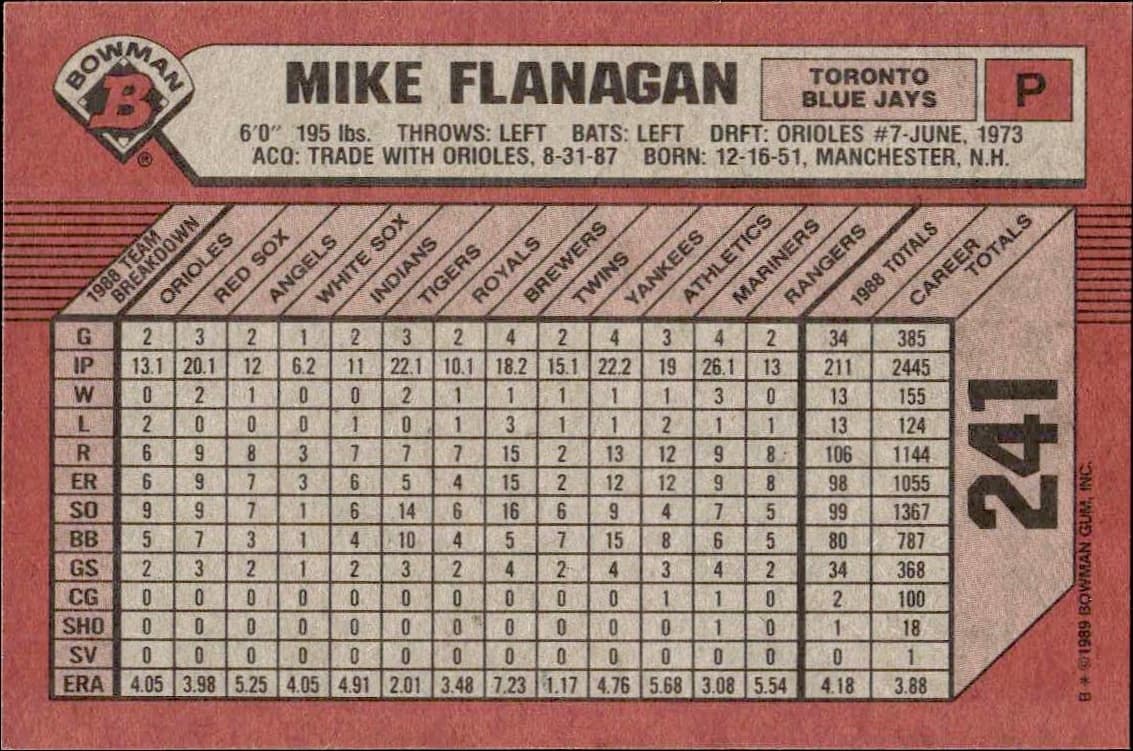 BOWMAN
B
®
MIKE FLANAGAN
TORONTO
BLUE JAYS
P
6'0" 195 lbs. THROWS: LEFT BATS: LEFT DRFT: ORIOLES #7-JUNE, 1973
ACQ: TRADE WITH ORIOLES, 8-31-87 BORN: 12-16-51, MANCHESTER, N.H.
1988 TEAM BREAKDOWN ORIOLES RED SOX ANGELS WHITE SOX INDIANS TIGERS ROYALS BREWERS TWINS YANKEES ATHLETICS MARINERS RANGERS 1988 TOTALS CAREER TOTALS
G 2 3 2 1 2 3 2 4 2 4 3 4 2 34 385
IP 13.1 20.1 12 6.2 11 22.1 10.1 18.2 15.1 22.2 19 26.1 13 211 2445
W 0 2 1 0 0 2 1 1 1 1 1 3 0 13 155
L 2 0 0 0 1 0 1 3 1 1 2 1 1 13 124
R 6 9 8 3 7 7 7 15 2 13 12 9 8 106 1144
ER 6 9 7 3 6 5 4 15 2 12 12 9 8 98 1055
SO 9 9 7 1 6 14 6 16 6 9 4 7 5 99 1367
BB 5 7 3 1 4 10 4 5 7 15 8 6 5 80 787
GS 2 3 2 1 2 3 2 4 2 4 3 4 2 34 368
CG 0 0 0 0 0 0 0 0 0 0 1 1 0 2 100
SHO 0 0 0 0 0 0 0 0 0 0 0 1 0 1 18
SV 0 0 0 0 0 0 0 0 0 0 0 0 0 0 1
ERA 4.05 3.98 5.25 4.05 4.91 2.01 3.48 7.23 1.17 4.76 5.68 3.08 5.54 4.18 3.88
241
B * ©1989 BOWMAN GUM, INC.